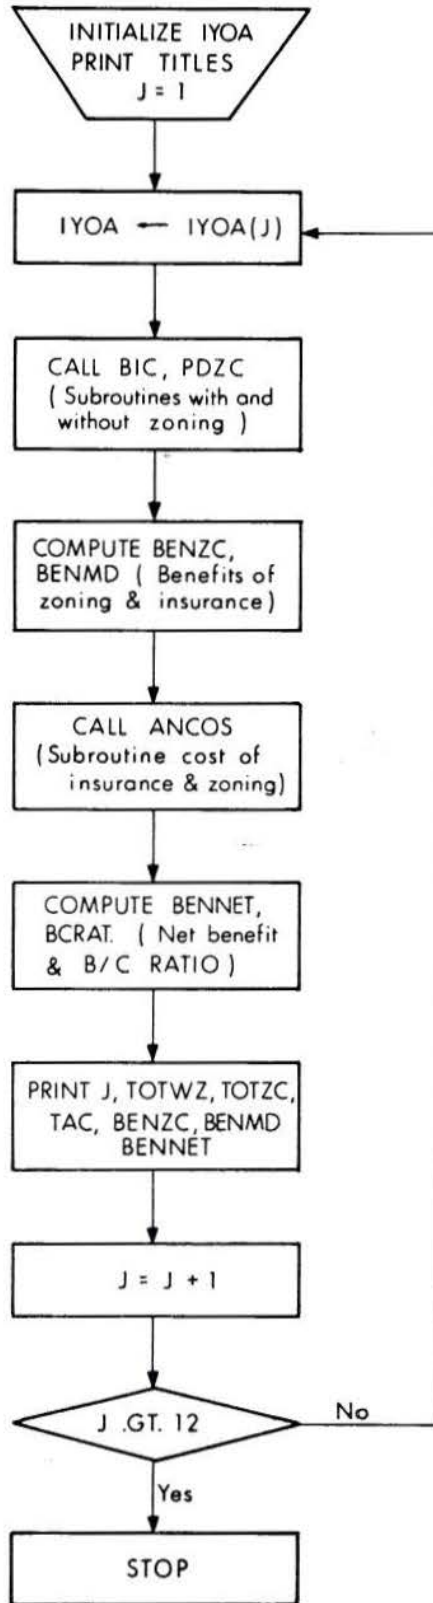 INITIALIZE IYOA
PRINT TITLES
J = 1
IYOA ← IYOA(J)
CALL BIC, PDZC
( Subroutines with and
without zoning )
COMPUTE BENZC,
BENMD ( Benefits of
zoning & insurance)
CALL ANCOS
(Subroutine cost of
insurance & zoning)
COMPUTE BENNET,
BCRAT. ( Net benefit
& B/C RATIO )
PRINT J, TOTWZ, TOTZC,
TAC, BENZC, BENMD
BENNET
J = J + 1
J .GT. 12
No
Yes
STOP